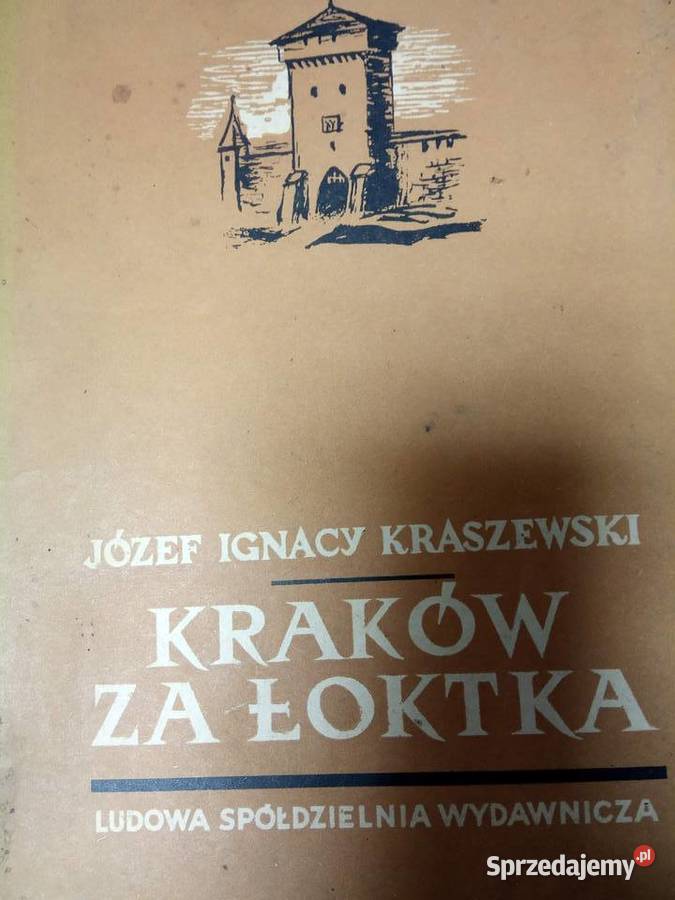 JÓZEF IGNACY KRASZEWSKI
KRAKÓW
ZA ŁOKTKA
LUDOWA SPÓŁDZIELNIA WYDAWNICZA
Sprzedajemy.pl